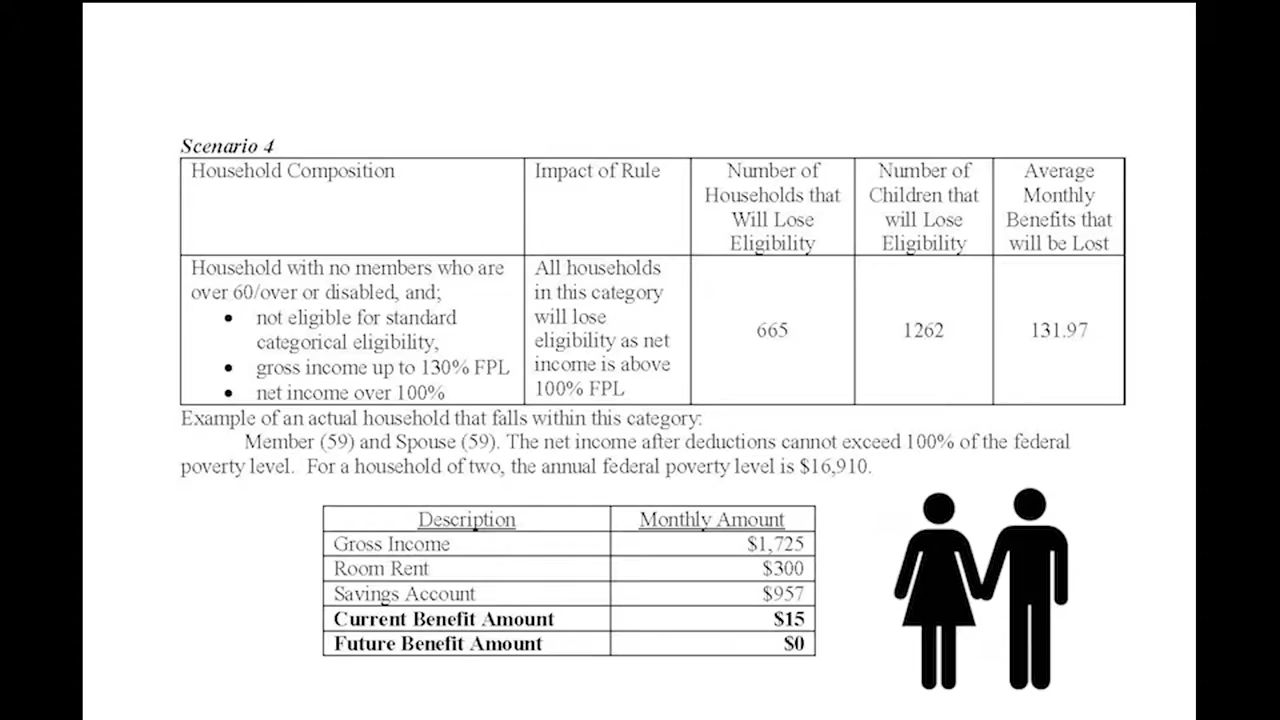 Scenario 4
Household Composition
Impact of Rule
Number of
Households that
Will Lose
Eligibility
Number of
Children that
will Lose
Eligibility
Average
Monthly
Benefits that
will be Lost
Household with no members who are
over 60/over or disabled, and;
• not eligible for standard
categorical eligibility,
• gross income up to 130% FPL
• net income over 100%
All households
in this category
will lose
eligibility as net
income is above
100% FPL
665
1262
131.97
Example of an actual household that falls within this category:
Member (59) and Spouse (59). The net income after deductions cannot exceed 100% of the federal
poverty level. For a household of two, the annual federal poverty level is $16,910.
Description Monthly Amount
Gross Income $1,725
Room Rent $300
Savings Account $957
Current Benefit Amount $15
Future Benefit Amount $0